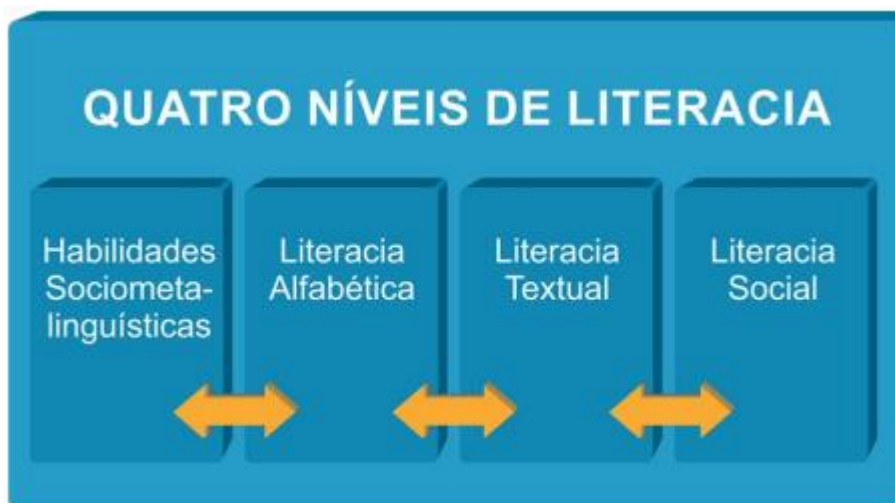 QUATRO NÍVEIS DE LITERACIA
Habilidades
Sociometa-
linguísticas
Literacia
Alfabética
Literacia
Textual
Literacia
Social